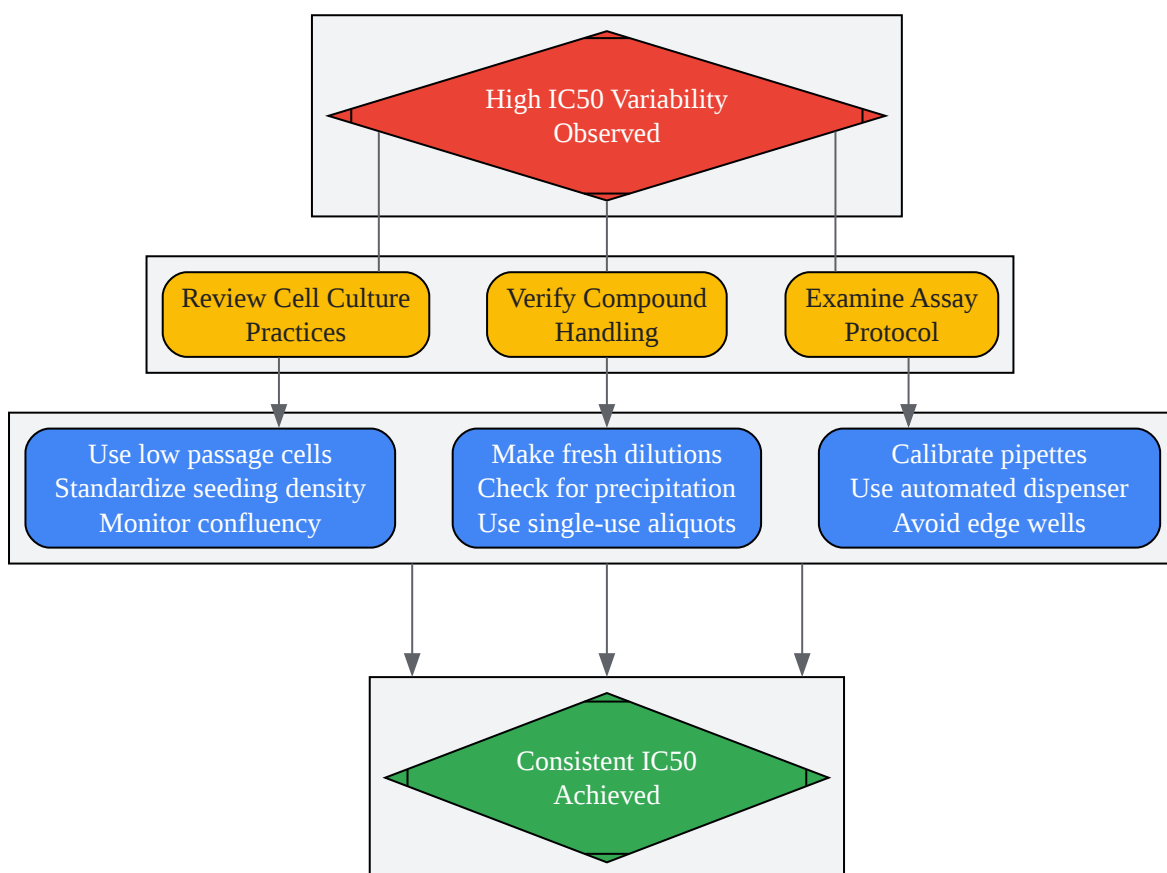 High IC50 Variability
Observed
Review Cell Culture
Practices
Verify Compound
Handling
Examine Assay
Protocol
Use low passage cells
Standardize seeding density
Monitor confluency
Make fresh dilutions
Check for precipitation
Use single-use aliquots
Calibrate pipettes
Use automated dispenser
Avoid edge wells
Consistent IC50
Achieved